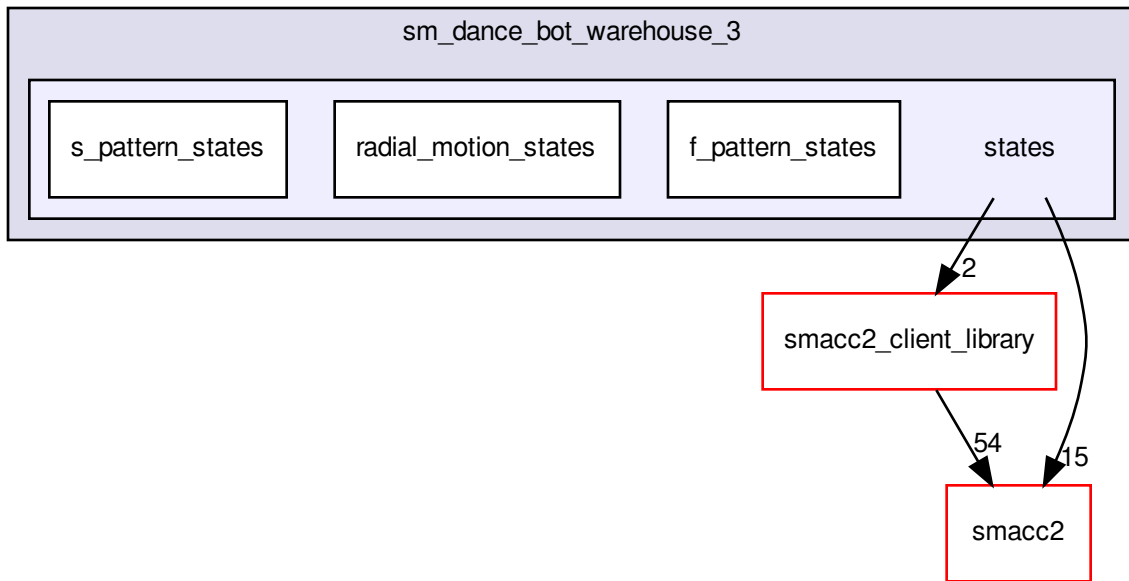 sm_dance_bot_warehouse_3
s_pattern_states
radial_motion_states
f_pattern_states
states
2
smacc2_client_library
54
15
smacc2